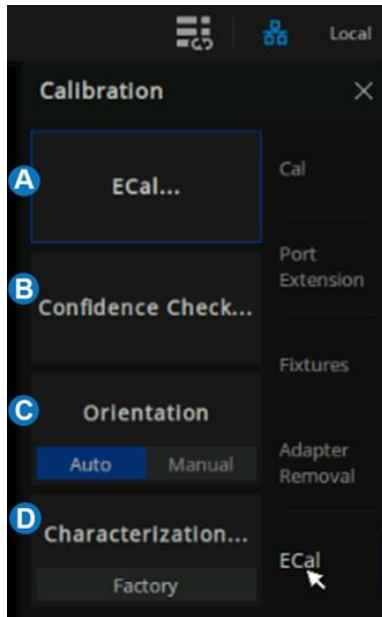 Local
Calibration
A
ECal...
Cal
B
Confidence Check...
Port
Extension
Fixtures
C
Orientation
Auto Manual
Adapter
Removal
D
Characterization...
Factory
ECal